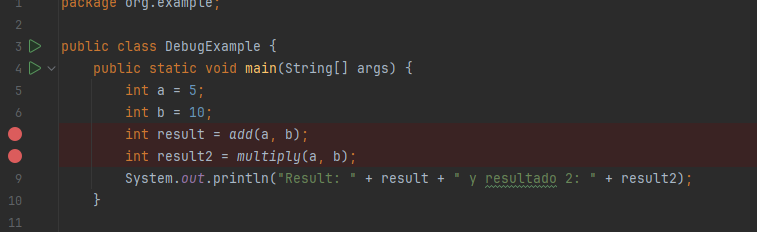 1 package org.example;
2
3 public class DebugExample {
4 public static void main(String[] args) {
5 int a = 5;
6 int b = 10;
int result = add(a, b);
int result2 = multiply(a, b);
9 System.out.println("Result: " + result + " y resultado 2: " + result2);
10 }
11